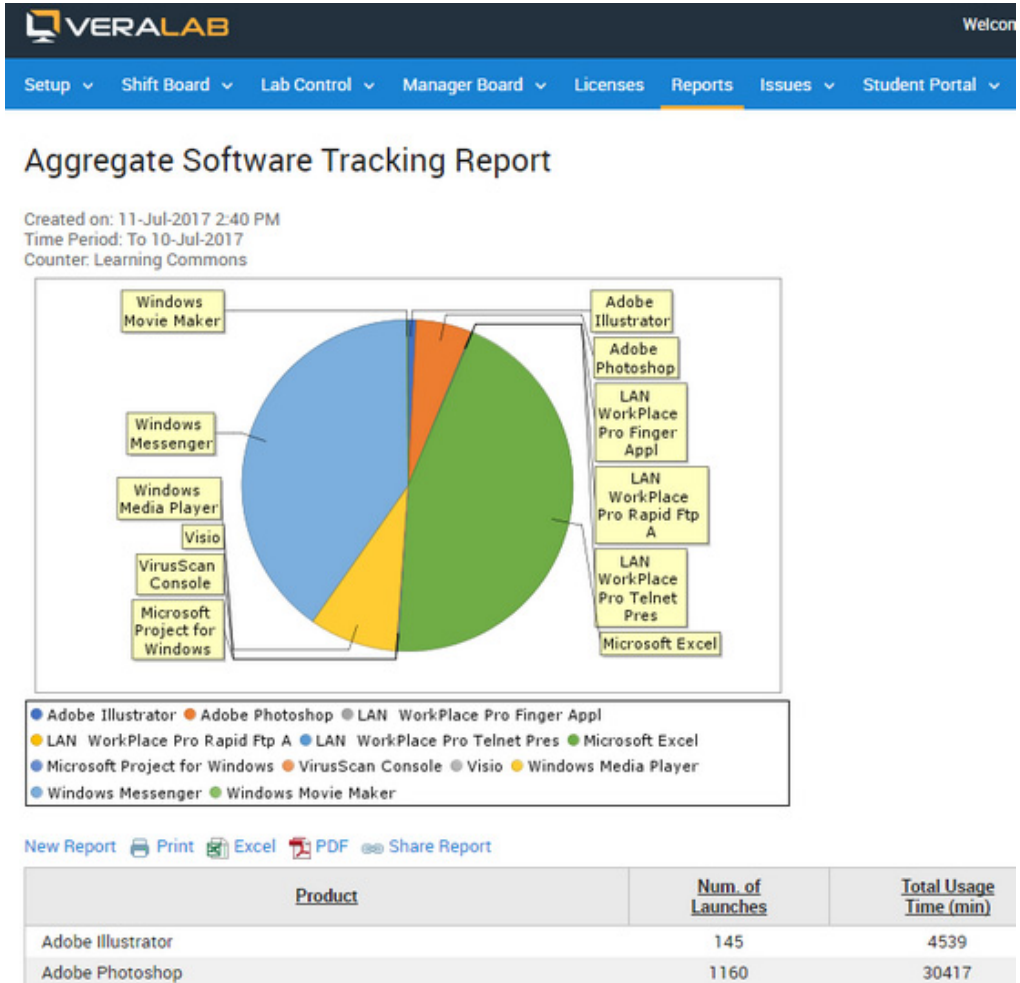 VERALAB
Welcom
Setup Shift Board Lab Control Manager Board Licenses Reports Issues Student Portal
Aggregate Software Tracking Report
Created on: 11-Jul-2017 2:40 PM
Time Period: To 10-Jul-2017
Counter: Learning Commons
Windows
Movie Maker
Windows
Messenger
Windows
Media Player
Visio
VirusScan
Console
Microsoft
Project for
Windows
Adobe
Illustrator
Adobe
Photoshop
LAN
WorkPlace
Pro Finger
Appl
LAN
WorkPlace
Pro Rapid Ftp
A
LAN
WorkPlace
Pro Telnet
Pres
Microsoft Excel
Adobe Illustrator Adobe Photoshop LAN WorkPlace Pro Finger Appl
LAN WorkPlace Pro Rapid Ftp A LAN WorkPlace Pro Telnet Pres Microsoft Excel
Microsoft Project for Windows VirusScan Console Visio Windows Media Player
Windows Messenger Windows Movie Maker
New Report Print Excel PDF Share Report
Product Num. of Launches Total Usage Time (min)
Adobe Illustrator 145 4539
Adobe Photoshop 1160 30417